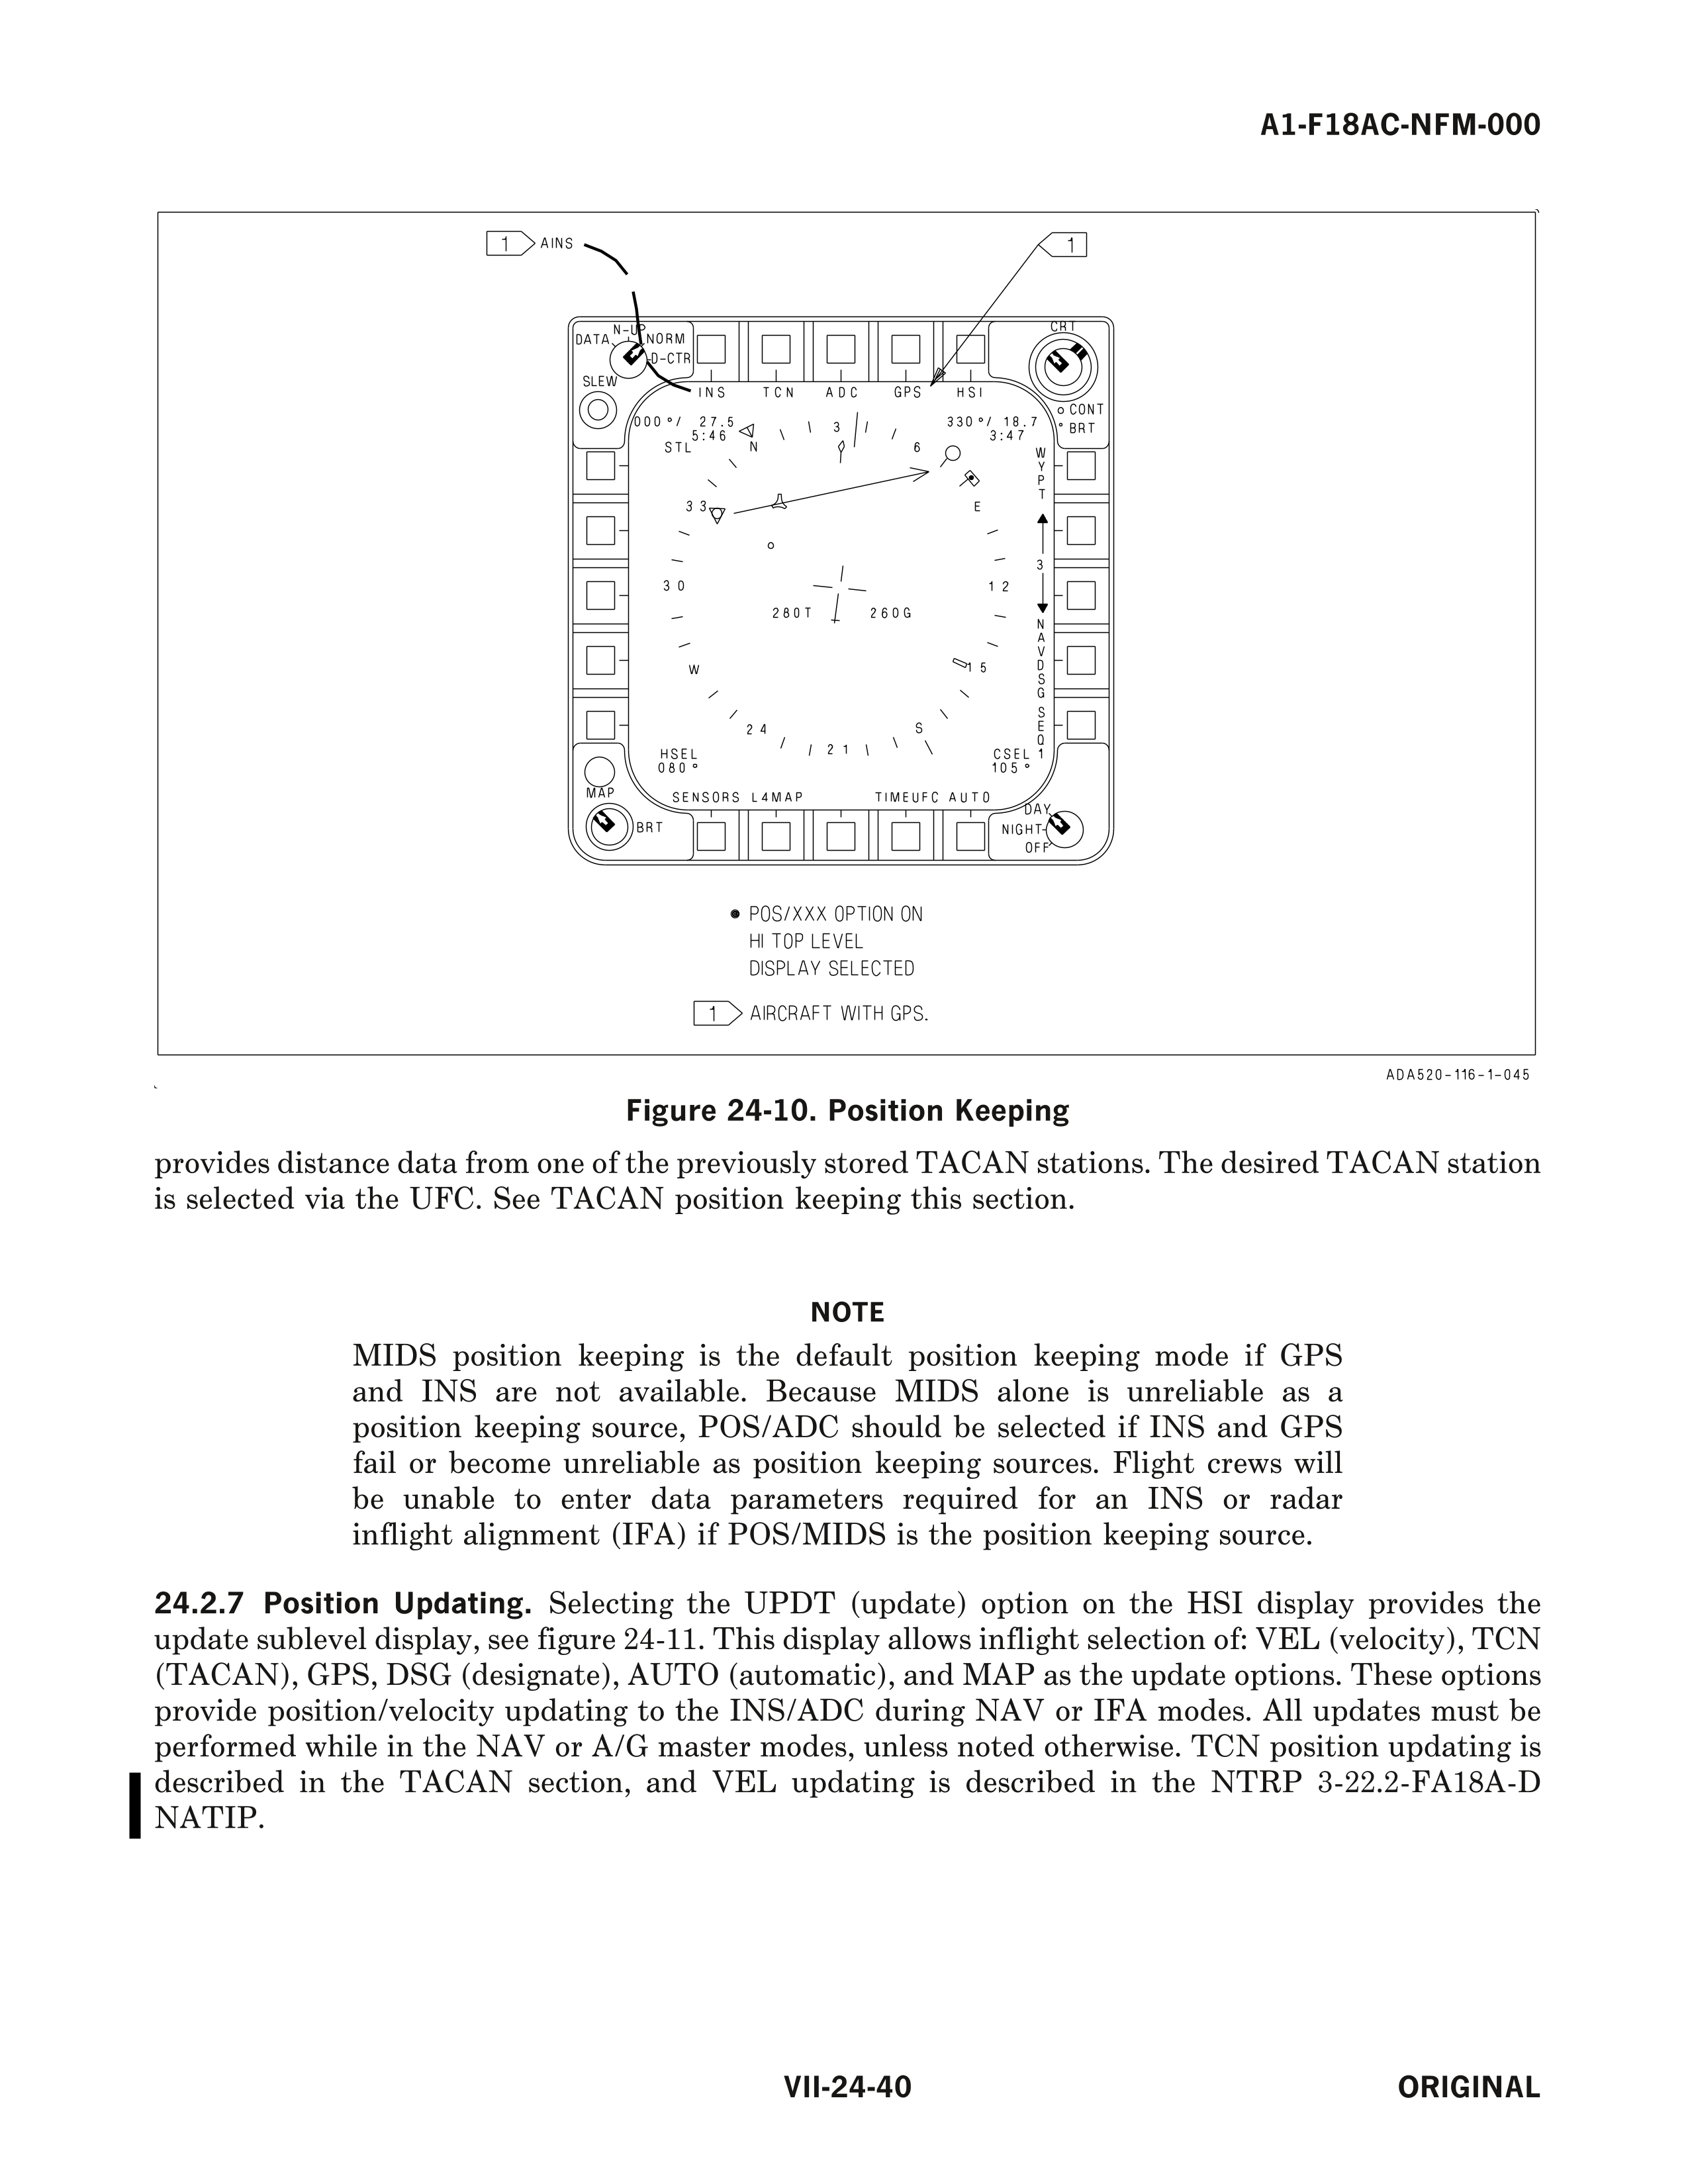 A1-F18AC-NFM-000
1 AINS
1
DATA N-UP NORM
D-CTR
SLEW
CRT
CONT
BRT
INS TCN ADC GPS HSI
000°/ 27.5
5:46
STL
330°/ 18.7
3:47
N 3 6
33 E
30 12
W 15
24 21 S
280T 260G
WYPT
3
NAVDSG
SEQ1
HSEL
080°
CSEL
105°
SENSORS L4MAP TIMEUFC AUTO
MAP
BRT
DAY
NIGHT
OFF
● POS/XXX OPTION ON
HI TOP LEVEL
DISPLAY SELECTED
1 AIRCRAFT WITH GPS.
ADA520-116-1-045
Figure 24-10. Position Keeping
provides distance data from one of the previously stored TACAN stations. The desired TACAN station
is selected via the UFC. See TACAN position keeping this section.
NOTE
MIDS position keeping is the default position keeping mode if GPS
and INS are not available. Because MIDS alone is unreliable as a
position keeping source, POS/ADC should be selected if INS and GPS
fail or become unreliable as position keeping sources. Flight crews will
be unable to enter data parameters required for an INS or radar
inflight alignment (IFA) if POS/MIDS is the position keeping source.
24.2.7 Position Updating. Selecting the UPDT (update) option on the HSI display provides the
update sublevel display, see figure 24-11. This display allows inflight selection of: VEL (velocity), TCN
(TACAN), GPS, DSG (designate), AUTO (automatic), and MAP as the update options. These options
provide position/velocity updating to the INS/ADC during NAV or IFA modes. All updates must be
performed while in the NAV or A/G master modes, unless noted otherwise. TCN position updating is
described in the TACAN section, and VEL updating is described in the NTRP 3-22.2-FA18A-D
NATIP.
VII-24-40
ORIGINAL